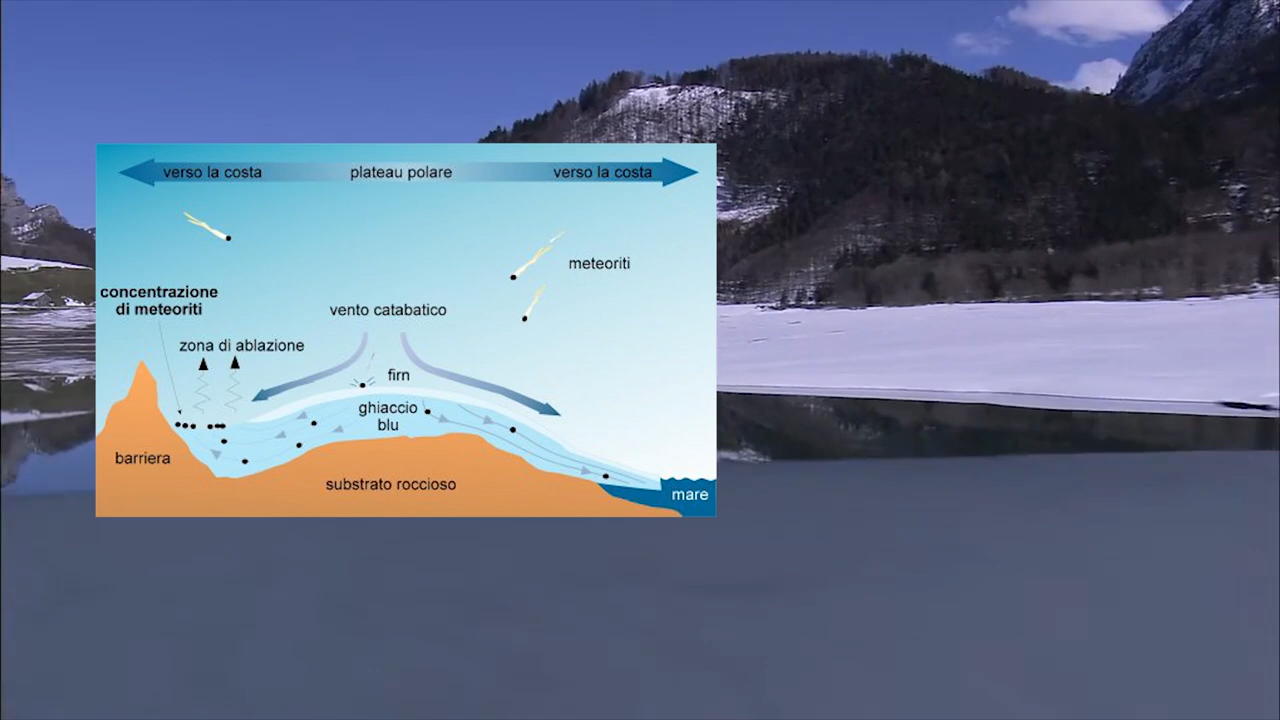 verso la costa plateau polare verso la costa
meteoriti
concentrazione
di meteoriti
vento catabatico
zona di ablazione
firn
ghiaccio
blu
barriera
substrato roccioso
mare